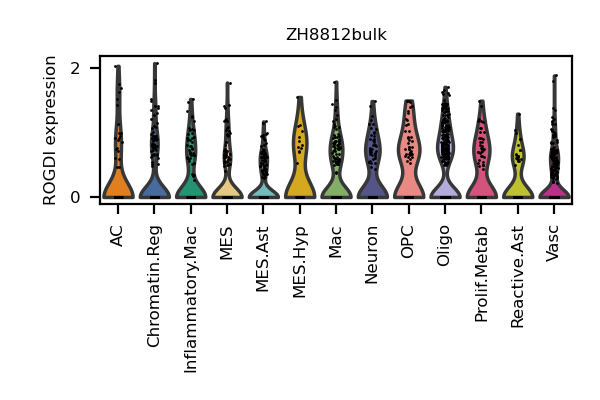 ZH8812bulk
ROGDI expression
2
0
AC
Chromatin.Reg
Inflammatory.Mac
MES
MES.Ast
MES.Hyp
Mac
Neuron
OPC
Oligo
Prolif.Metab
Reactive.Ast
Vasc